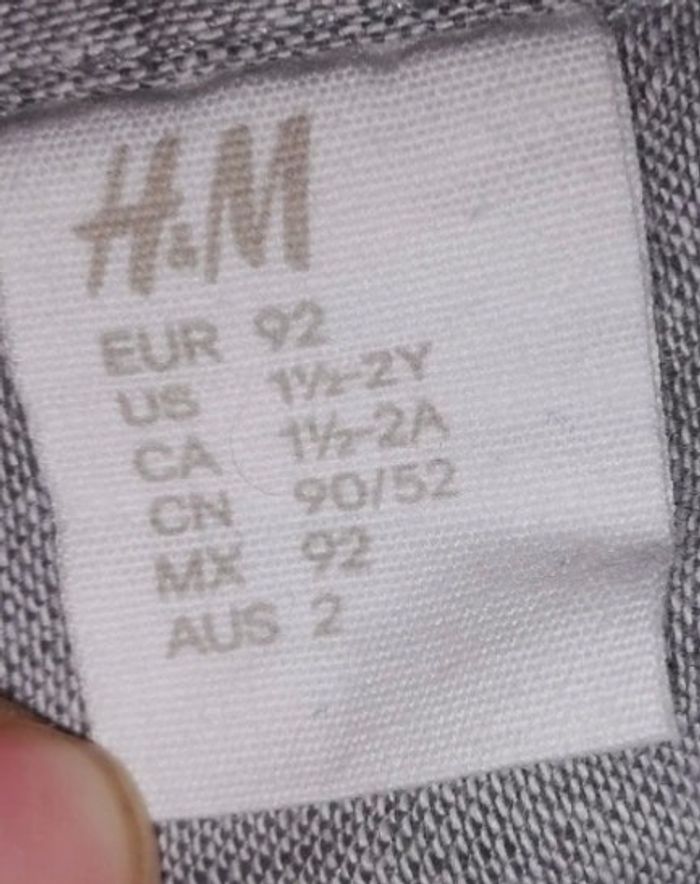 H&M
EUR 92
US 1½-2Y
CA 1½-2A
CN 90/52
MX 92
AUS 2